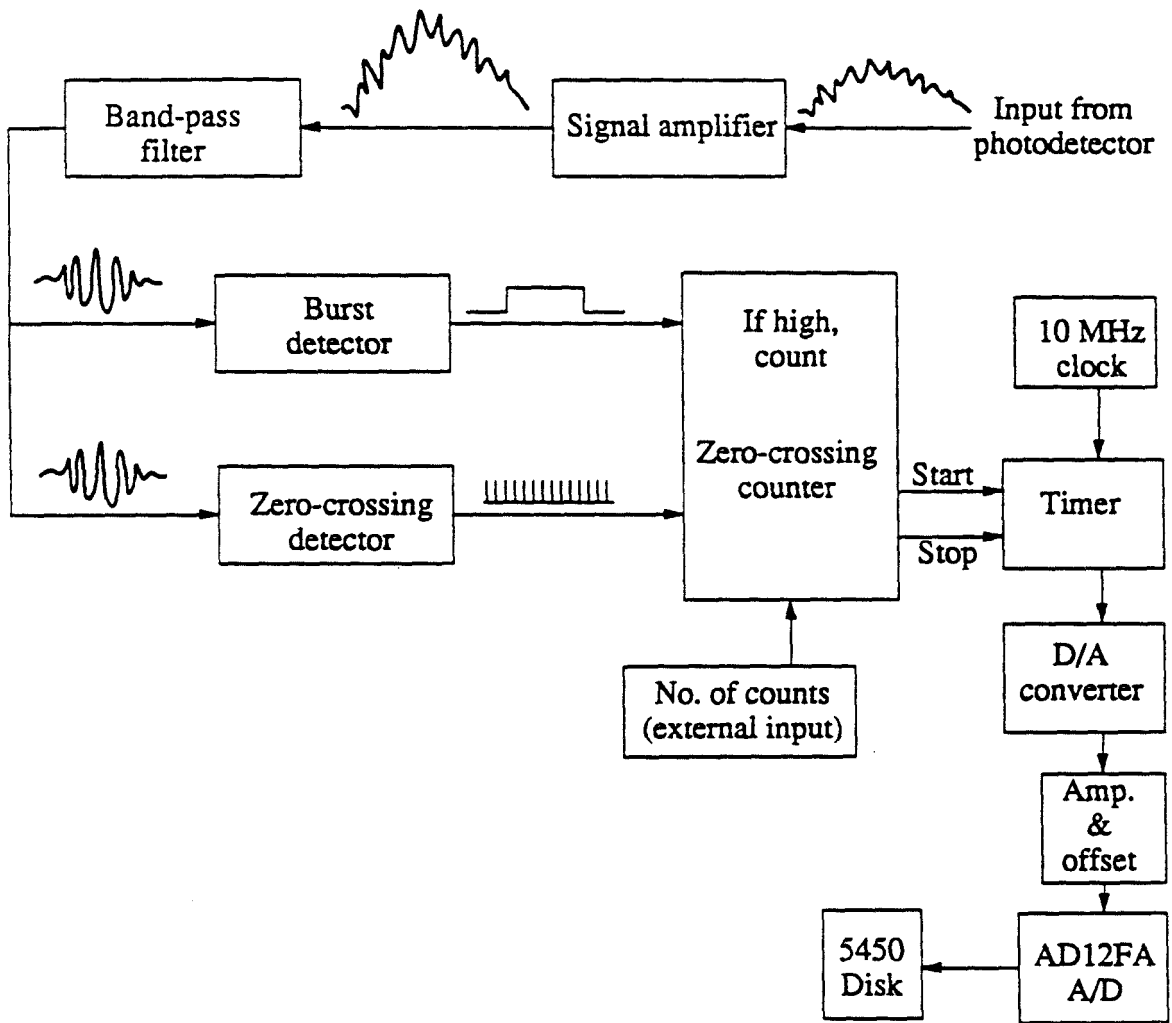 Band-pass
filter
Signal amplifier
Input from
photodetector
Burst
detector
If high,
count
10 MHz
clock
Zero-crossing
detector
Zero-crossing
counter
Start
Stop
Timer
No. of counts
(external input)
D/A
converter
Amp.
&
offset
5450
Disk
AD12FA
A/D